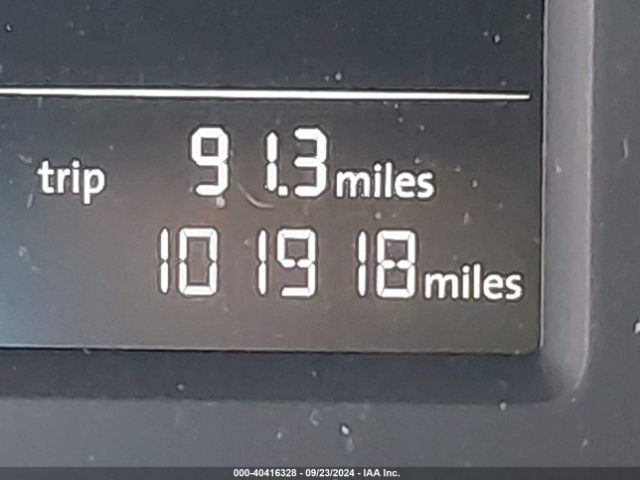 trip 91.3 miles
101918 miles
000-40416328 - 09/23/2024 - IAA Inc.